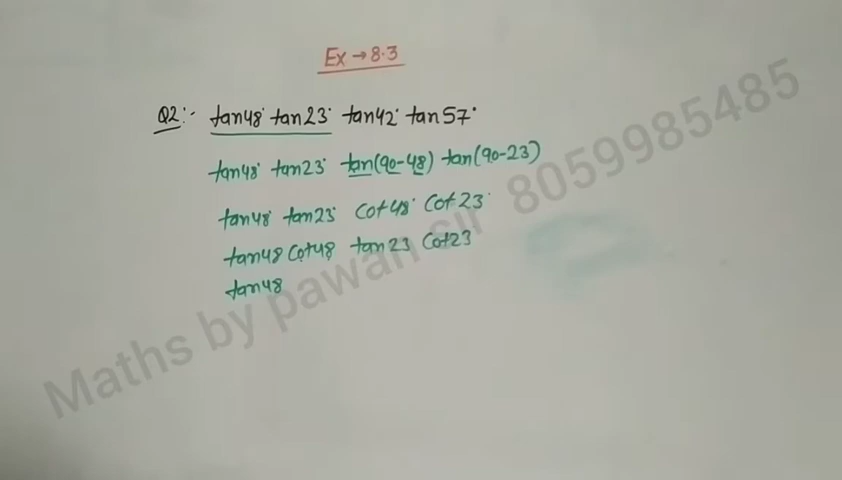 Ex → 8.3
Q2:- tan48° tan23° tan42° tan57°
tan48° tan23° tan(90-48) tan(90-23)
tan48° tan23° Cot48° Cot23°
tan48 Cot48 tan23 Cot23
tan48
Maths by pawan sir 8059985485